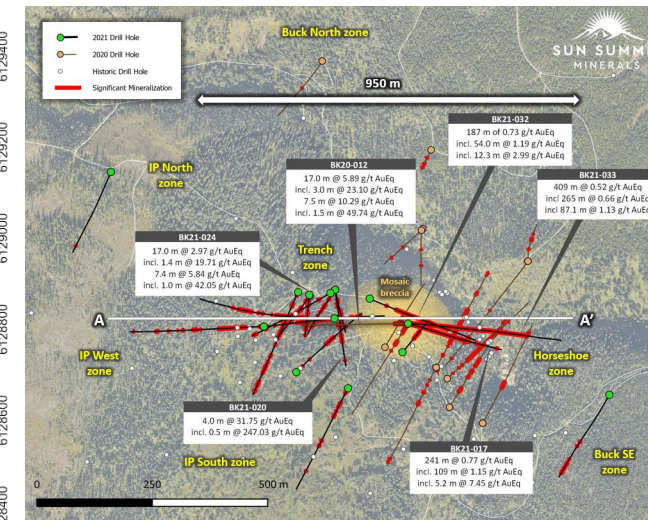 2021 Drill Hole
2020 Drill Hole
Historic Drill Hole
Significant Mineralization
Buck North zone
MINERALS
950 m
6129400
6129200
6129000
6128800
6128600
BK21-032
187 m of 0.73 g/t AuEq
incl. 54.0 m @ 1.19 g/t AuEq
incl. 12.3 m @ 2.99 g/t AuEq
IP North
zone
BK20-012
17.0 m @ 5.89 g/t AuEq
incl. 3.0 m @ 23.10 g/t AuEq
7.5 m @ 10.29 g/t AuEq
incl. 1.5 m @ 49.74 g/t AuEq
BK21-033
409 m @ 0.52 g/t AuEq
incl 265 m @ 0.66 g/t AuEq
incl 87.1 m @ 1.13 g/t AuEq
BK21-024
17.0 m @ 2.97 g/t AuEq
incl. 1.4 m @ 19.71 g/t AuEq
7.4 m @ 5.84 g/t AuEq
incl. 1.0 m @ 42.05 g/t AuEq
Trench
zone
Mosaic
breccia
A
A'
IP West
zone
Horseshoe
zone
BK21-020
4.0 m @ 31.75 g/t AuEq
incl. 0.5 m @ 247.03 g/t AuEq
IP South zone
BK21-017
241 m @ 0.77 g/t AuEq
incl. 109 m @ 1.15 g/t AuEq
incl. 5.2 m @ 7.45 g/t AuEq
Buck SE
zone
0
250
500 m